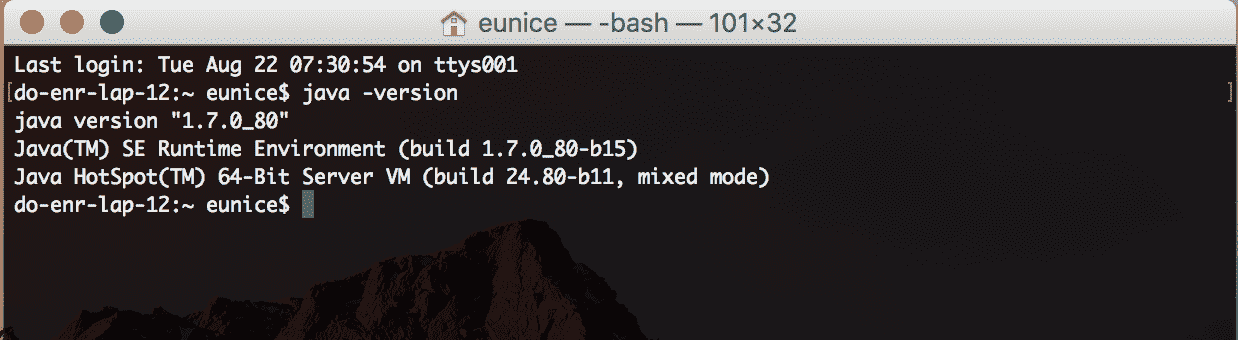 eunice — -bash — 101×32
Last login: Tue Aug 22 07:30:54 on ttys001
[do-enr-lap-12:~ eunice$ java -version ]
java version "1.7.0_80"
Java(TM) SE Runtime Environment (build 1.7.0_80-b15)
Java HotSpot(TM) 64-Bit Server VM (build 24.80-b11, mixed mode)
do-enr-lap-12:~ eunice$